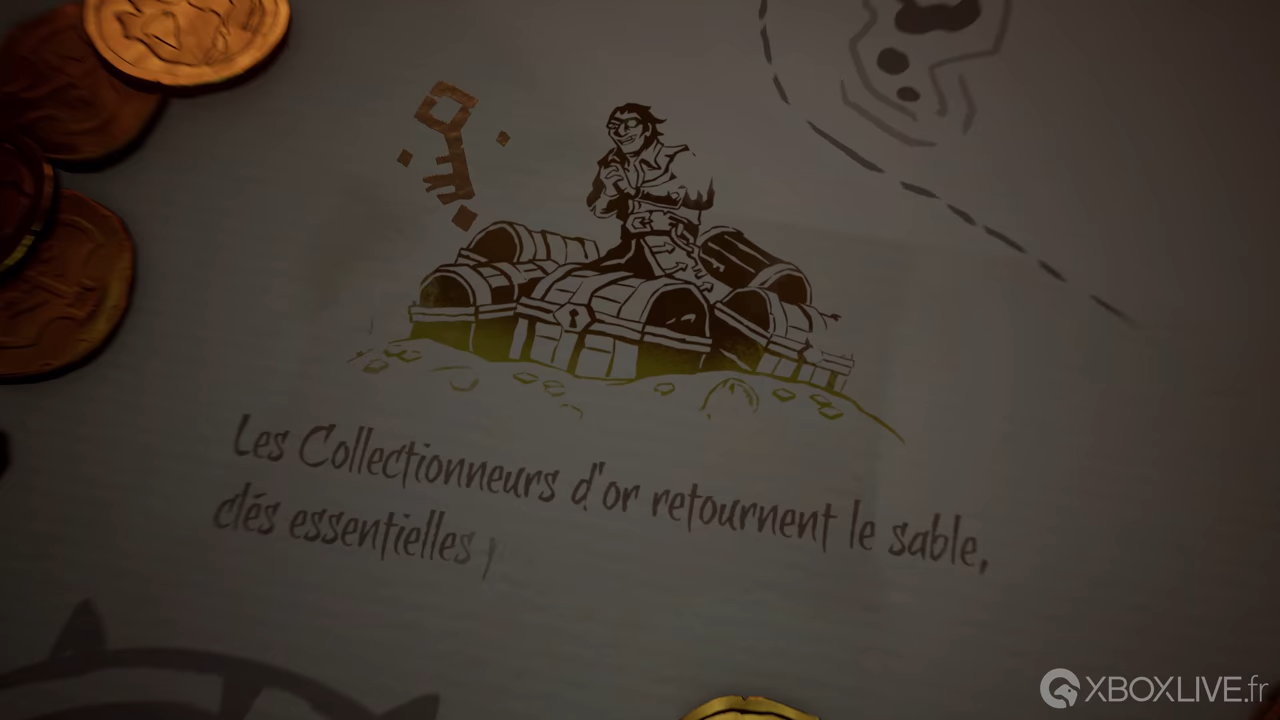 Les Collectionneurs d'or retournent le sable,
clés essentielles p
XBOXLIVE.fr